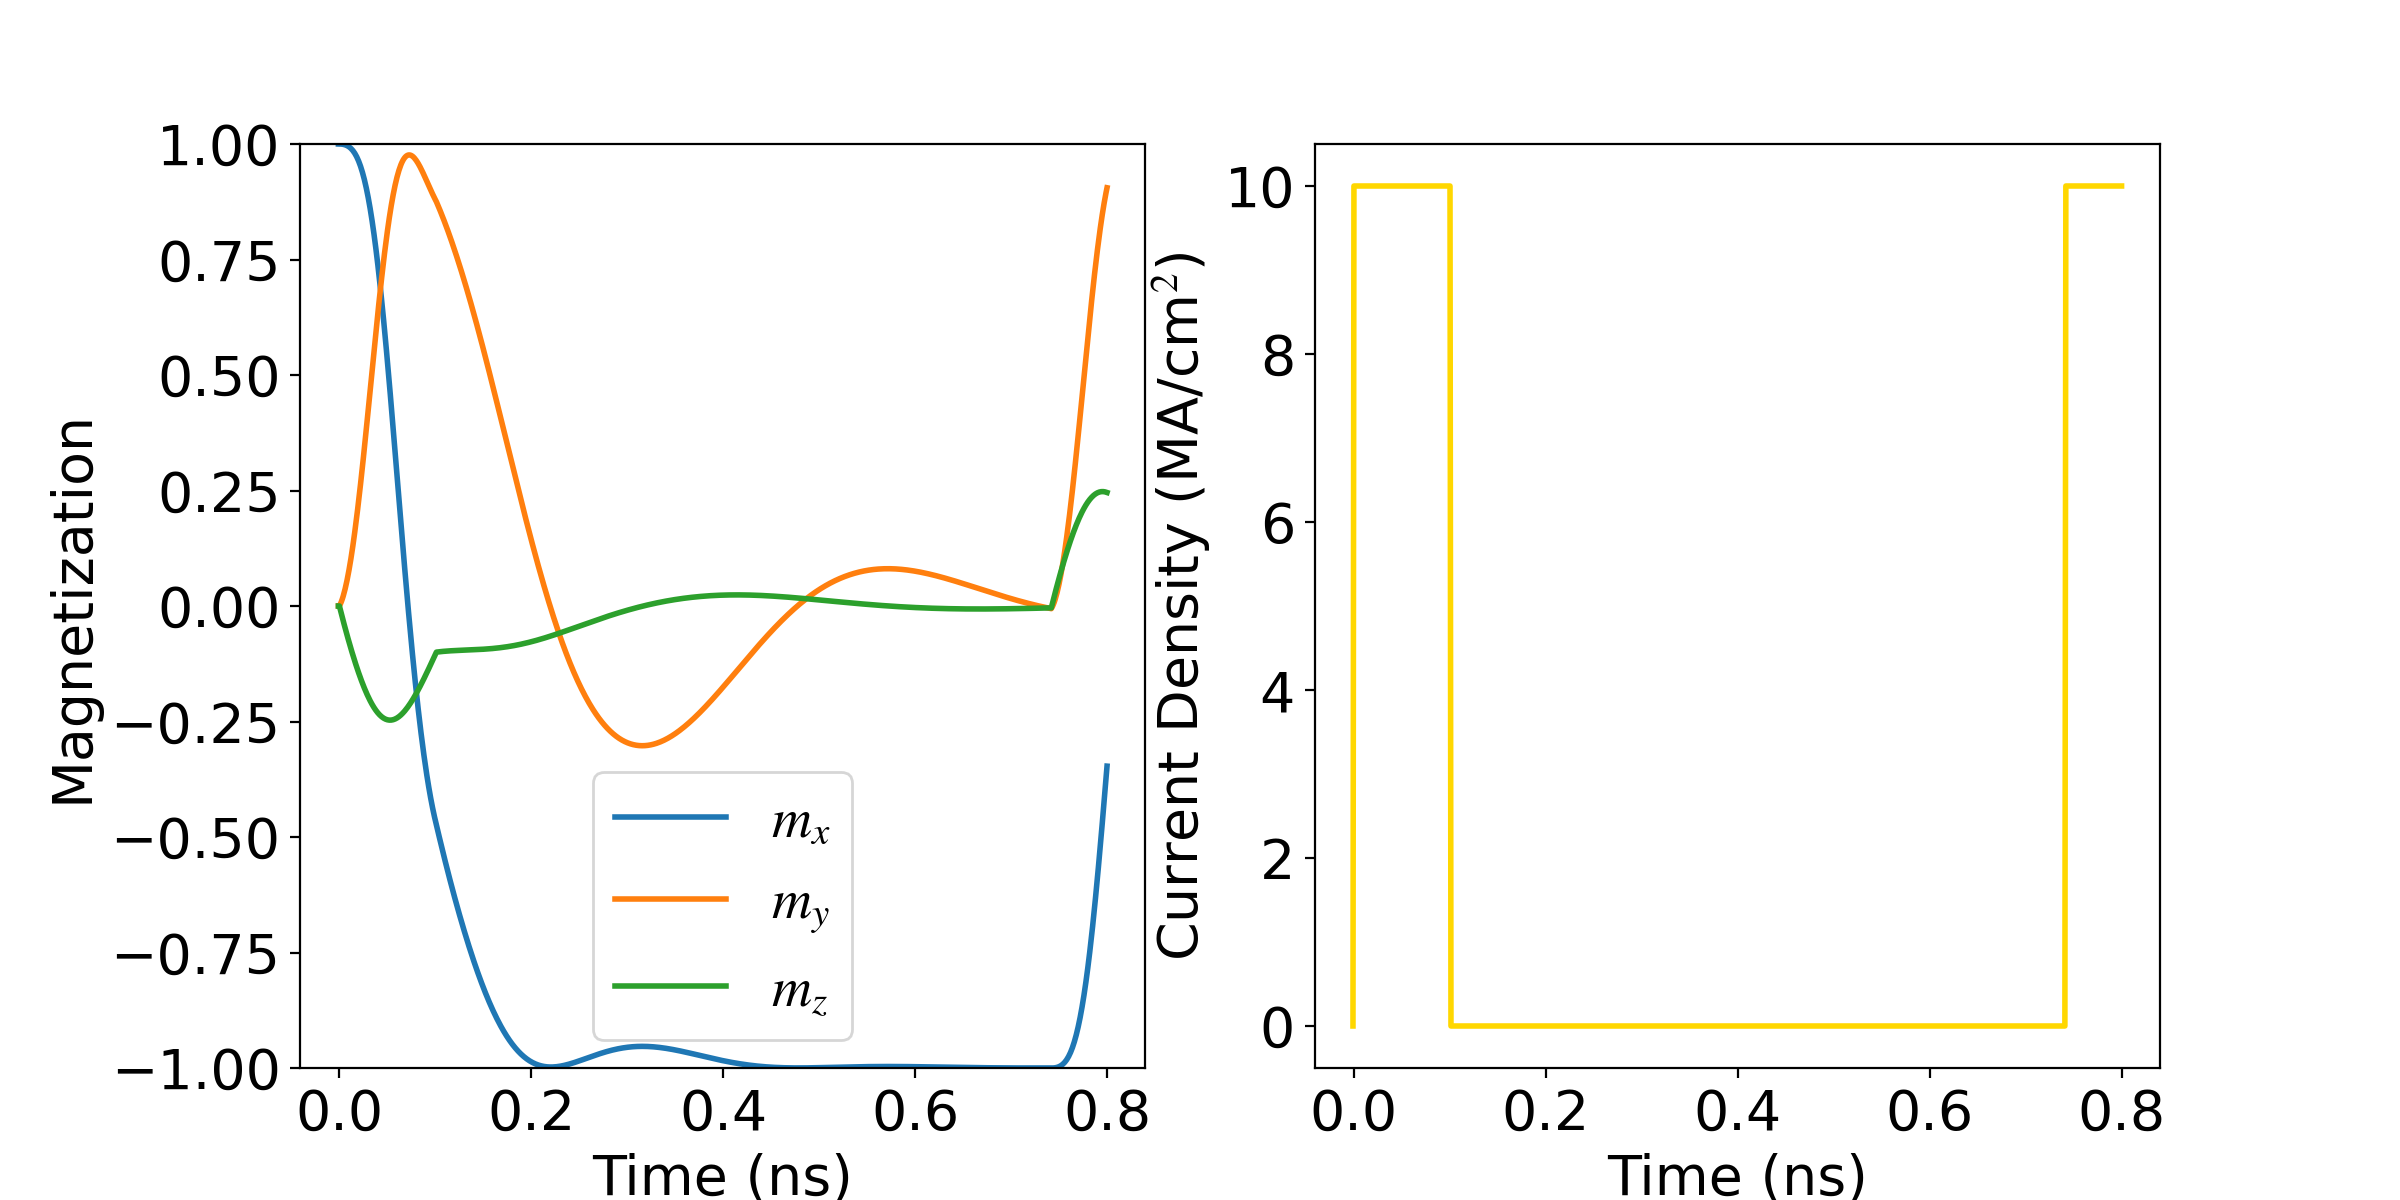 1.00
0.75
0.50
0.25
0.00
−0.25
−0.50
−0.75
−1.00
Magnetization
0.0 0.2 0.4 0.6 0.8
Time (ns)
m_x
m_y
m_z
10
8
6
4
2
0
Current Density (MA/cm²)
0.0 0.2 0.4 0.6 0.8
Time (ns)